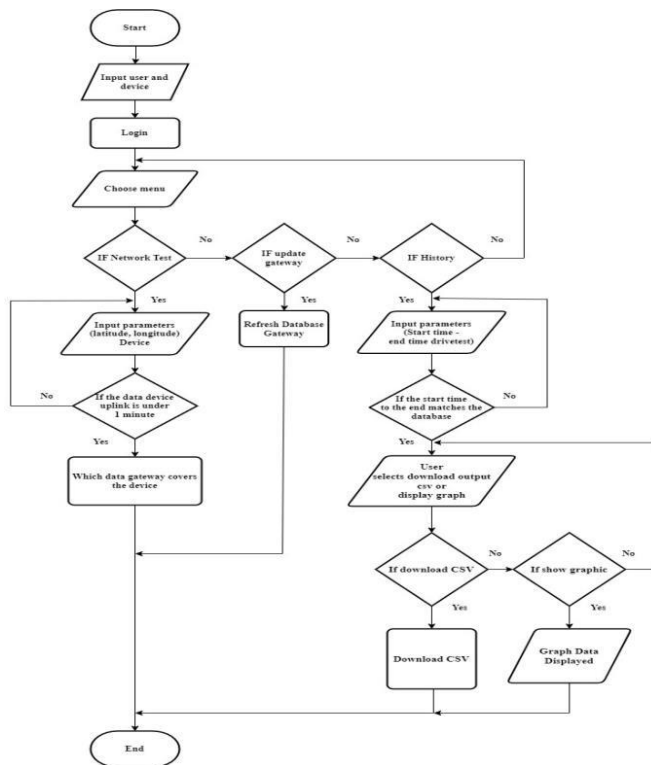 Start
Input user and
device
Login
Choose menu
IF Network Test
No
IF update
gateway
No
IF History
No
Yes
Yes
Yes
Input parameters
(latitude, longitude)
Device
Refresh Database
Gateway
Input parameters
(Start time -
end time drivetest)
No
If the data device
uplink is under
1 minute
If the start time
to the end matches the
database
No
Yes
Yes
Which data gateway covers
the device
User
selects download output
csv or
display graph
If download CSV
No
If show graphic
No
Yes
Yes
Download CSV
Graph Data
Displayed
End